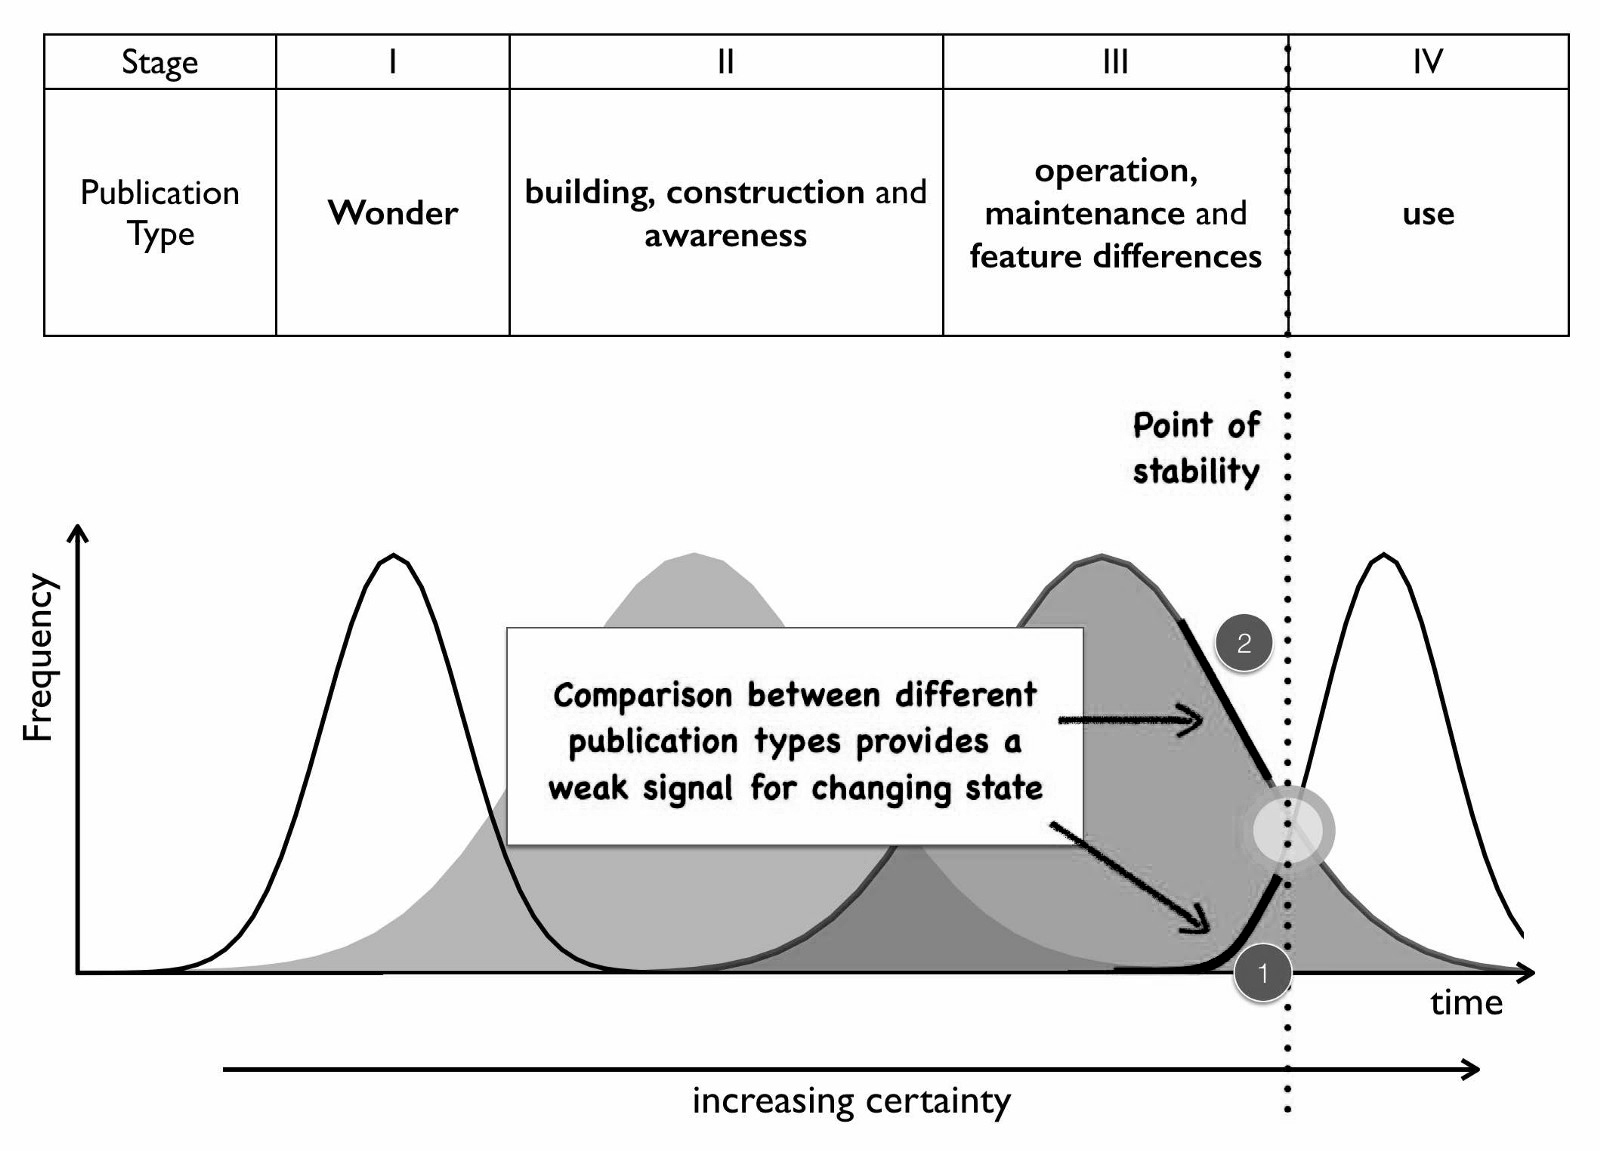 Stage
I
II
III
IV
Publication
Type
Wonder
building, construction and
awareness
operation,
maintenance and
feature differences
use
Point of
stability
Frequency
2
Comparison between different
publication types provides a
weak signal for changing state
1
time
increasing certainty